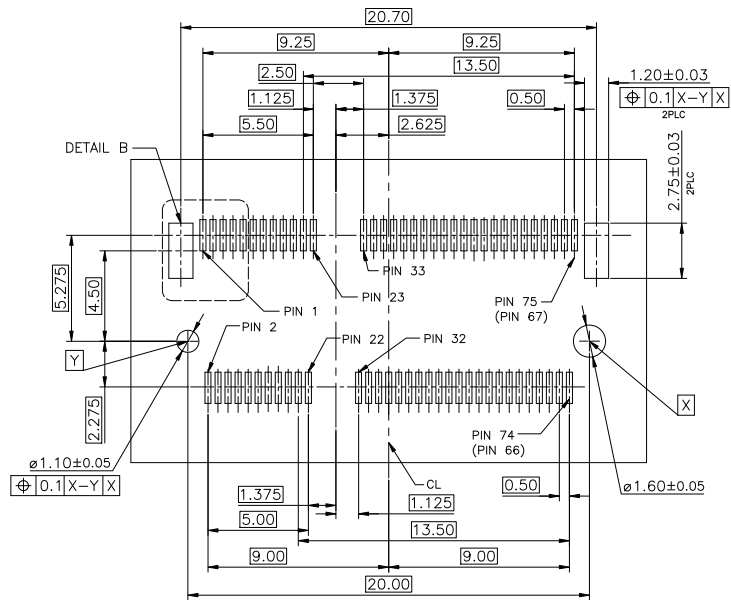 20.70
9.25 9.25
2.50 13.50 1.20±0.03
1.125 1.375 0.50 ⌖ 0.1 X–Y X
2PLC
5.50 2.625
DETAIL B
2.75±0.03
2PLC
PIN 33
5.275
4.50
PIN 1 PIN 23
PIN 75
(PIN 67)
PIN 2 PIN 22 PIN 32
Y
X
2.275
PIN 74
(PIN 66)
⌀1.10±0.05
⌖ 0.1 X–Y X
CL
0.50
⌀1.60±0.05
1.375 1.125
5.00 13.50
9.00 9.00
20.00